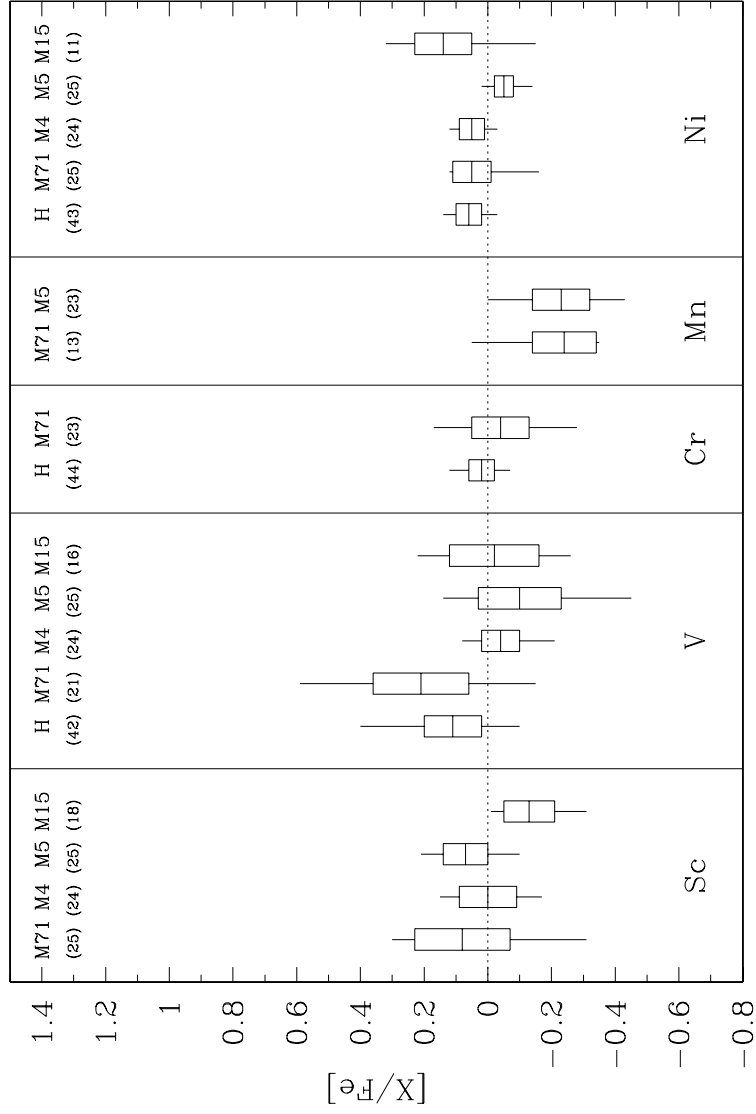 M71 M4 M5 M15
(25) (24) (25) (18)
H M71 M4 M5 M15
(42) (21) (24) (25) (16)
H M71
(44) (23)
M71 M5
(13) (23)
H M71 M4 M5 M15
(43) (25) (24) (25) (11)
1.4
1.2
1
0.8
0.6
0.4
0.2
0
−0.2
−0.4
−0.6
−0.8
[X/Fe]
Sc V Cr Mn Ni